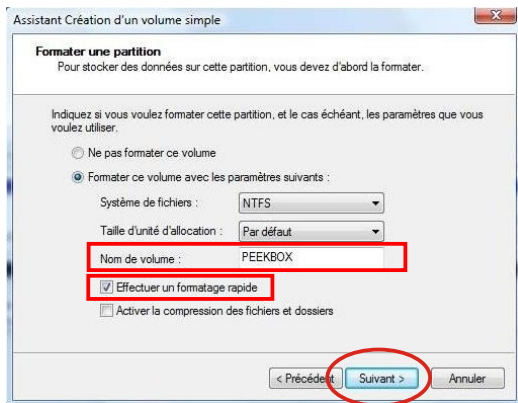 Assistant Création d'un volume simple
Formater une partition
Pour stocker des données sur cette partition, vous devez d'abord la formater.
Indiquez si vous voulez formater cette partition, et le cas échéant, les paramètres que vous
voulez utiliser.
Ne pas formater ce volume
Formater ce volume avec les paramètres suivants :
Système de fichiers : NTFS
Taille d'unité d'allocation : Par défaut
Nom de volume : PEEKBOX
Effectuer un formatage rapide
Activer la compression des fichiers et dossiers
< Précédent Suivant > Annuler